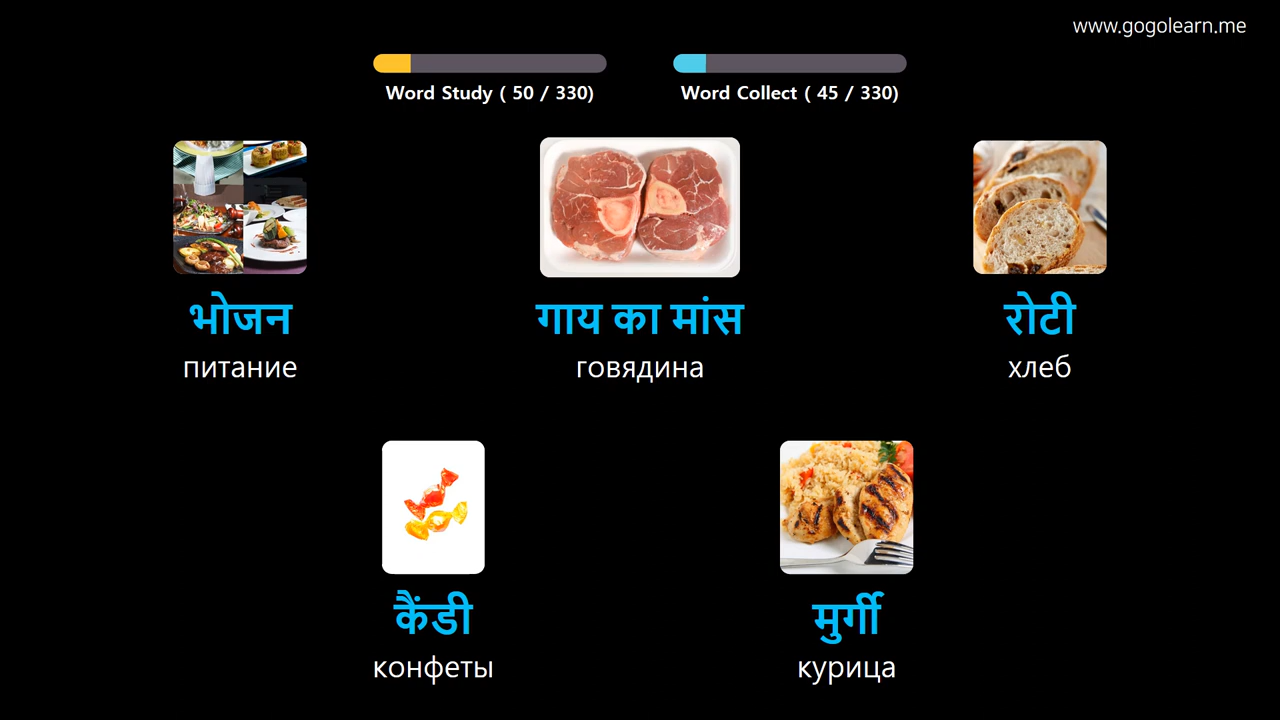 www.gogolearn.me
Word Study ( 50 / 330)
Word Collect ( 45 / 330)
भोजन
питание
गाय का मांस
говядина
रोटी
хлеб
कैंडी
конфеты
मुर्गी
курица